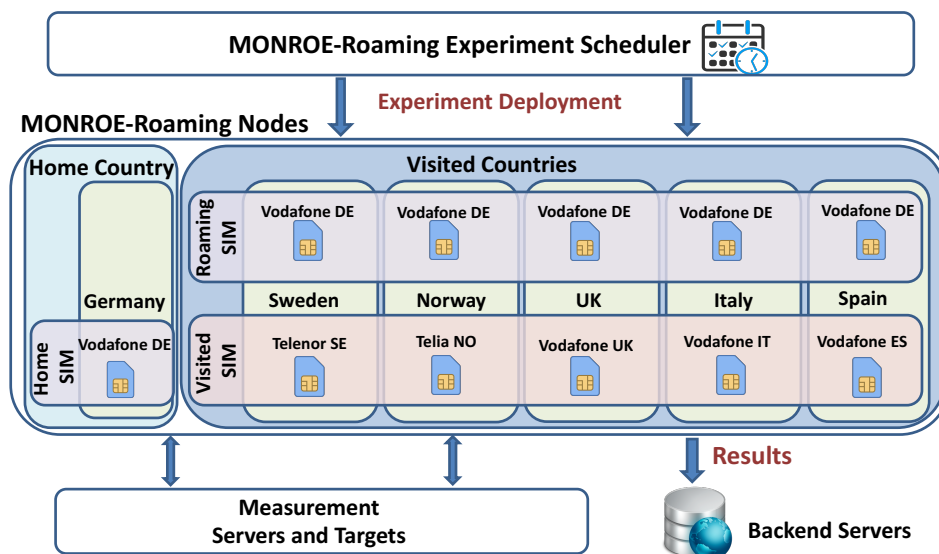 MONROE-Roaming Experiment Scheduler
Experiment Deployment
MONROE-Roaming Nodes
Home Country
Visited Countries
Roaming
SIM
Vodafone DE
Vodafone DE
Vodafone DE
Vodafone DE
Vodafone DE
Germany
Sweden
Norway
UK
Italy
Spain
Home
SIM
Vodafone DE
Visited
SIM
Telenor SE
Telia NO
Vodafone UK
Vodafone IT
Vodafone ES
Results
Measurement
Servers and Targets
Backend Servers